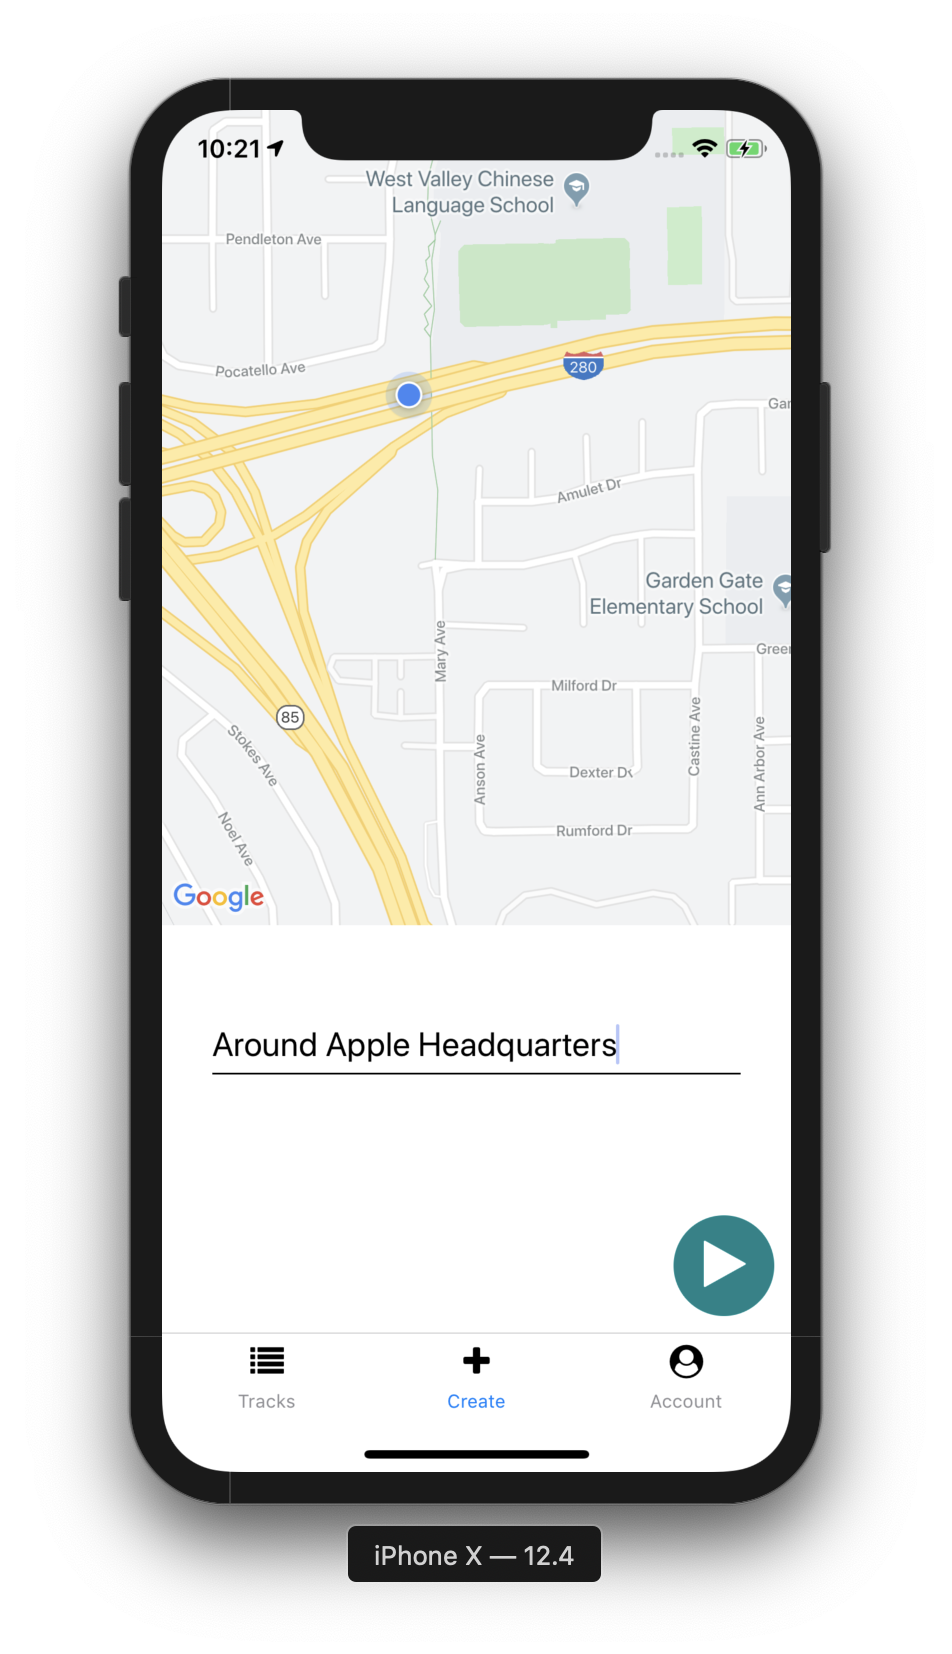 10:21
West Valley Chinese
Language School
Pendleton Ave
Pocatello Ave
280
Gar
Amulet Dr
Garden Gate
Elementary School
Mary Ave
Green
Milford Dr
85
Stokes Ave
Castine Ave
Ann Arbor Ave
Anson Ave
Dexter Dr
Noel Ave
Rumford Dr
Google
Around Apple Headquarters
Tracks
Create
Account
iPhone X — 12.4